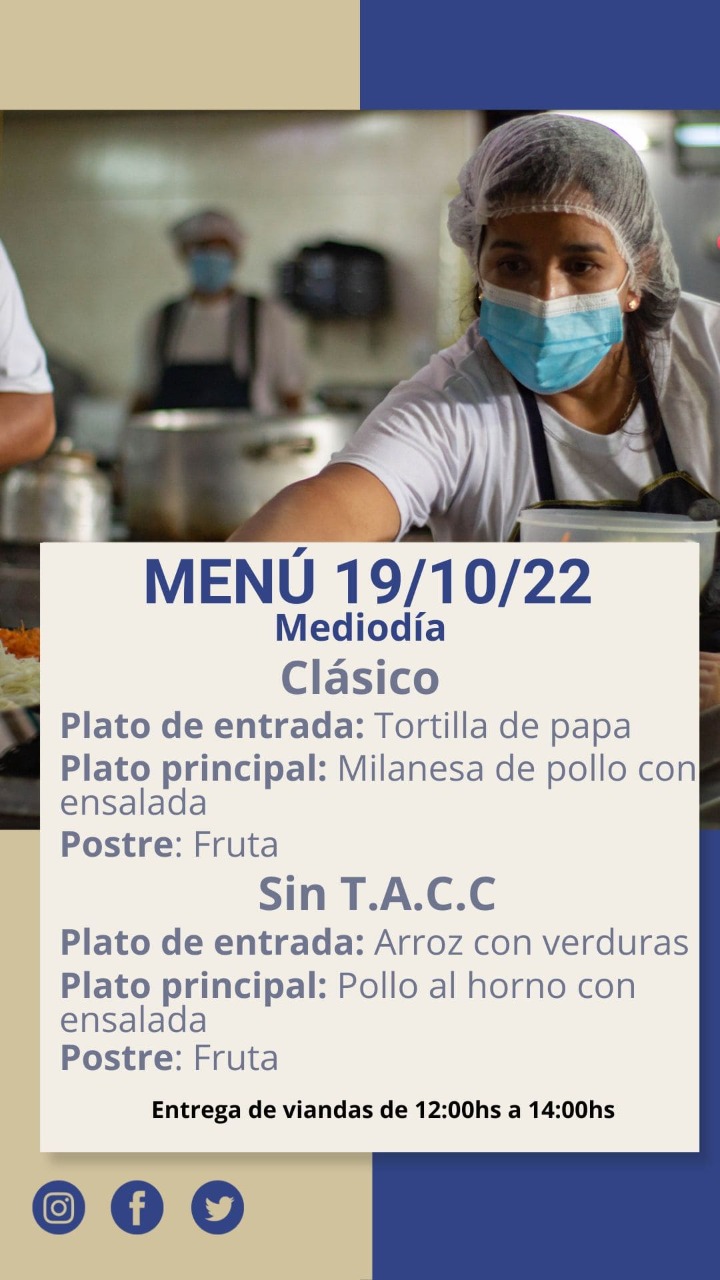 MENÚ 19/10/22
Mediodía
Clásico
Plato de entrada: Tortilla de papa
Plato principal: Milanesa de pollo con
ensalada
Postre: Fruta
Sin T.A.C.C
Plato de entrada: Arroz con verduras
Plato principal: Pollo al horno con
ensalada
Postre: Fruta
Entrega de viandas de 12:00hs a 14:00hs